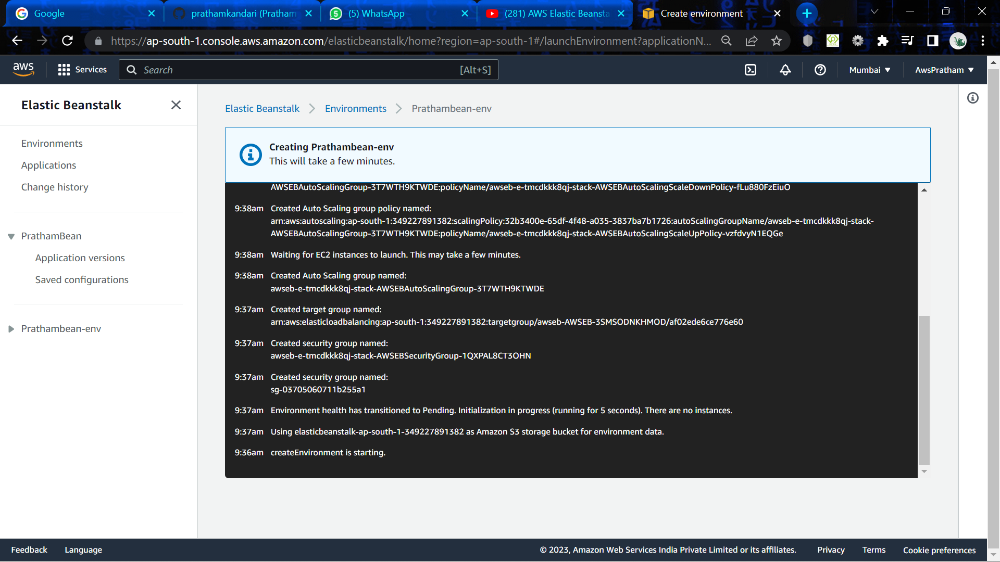 Google
prathamkandari (Pratham
(5) WhatsApp
(281) AWS Elastic Beansta
Create environment
https://ap-south-1.console.aws.amazon.com/elasticbeanstalk/home?region=ap-south-1#/launchEnvironment?applicationN...
aws
Services
Search
[Alt+S]
Mumbai
AwsPratham
Elastic Beanstalk
Environments
Applications
Change history
PrathamBean
Application versions
Saved configurations
Prathambean-env
Elastic Beanstalk
Environments
Prathambean-env
Creating Prathambean-env
This will take a few minutes.
AWSEBAutoScalingGroup-3T7WTH9KTWDE:policyName/awseb-e-tmcdkkk8qj-stack-AWSEBAutoScalingScaleDownPolicy-fLu880FzEiuO
9:38am Created Auto Scaling group policy named:
arn:aws:autoscaling:ap-south-1:349227891382:scalingPolicy:32b3400e-65df-4f48-a035-3837ba7b1726:autoScalingGroupName/awseb-e-tmcdkkk8qj-stack-
AWSEBAutoScalingGroup-3T7WTH9KTWDE:policyName/awseb-e-tmcdkkk8qj-stack-AWSEBAutoScalingScaleUpPolicy-vzfdvyN1EQGe
9:38am Waiting for EC2 instances to launch. This may take a few minutes.
9:38am Created Auto Scaling group named:
awseb-e-tmcdkkk8qj-stack-AWSEBAutoScalingGroup-3T7WTH9KTWDE
9:37am Created target group named:
arn:aws:elasticloadbalancing:ap-south-1:349227891382:targetgroup/awseb-AWSEB-3SMSODNKHMOD/af02ede6ce776e60
9:37am Created security group named:
awseb-e-tmcdkkk8qj-stack-AWSEBSecurityGroup-1QXPAL8CT3OHN
9:37am Created security group named:
sg-03705060711b255a1
9:37am Environment health has transitioned to Pending. Initialization in progress (running for 5 seconds). There are no instances.
9:37am Using elasticbeanstalk-ap-south-1-349227891382 as Amazon S3 storage bucket for environment data.
9:36am createEnvironment is starting.
Feedback
Language
© 2023, Amazon Web Services India Private Limited or its affiliates.
Privacy
Terms
Cookie preferences